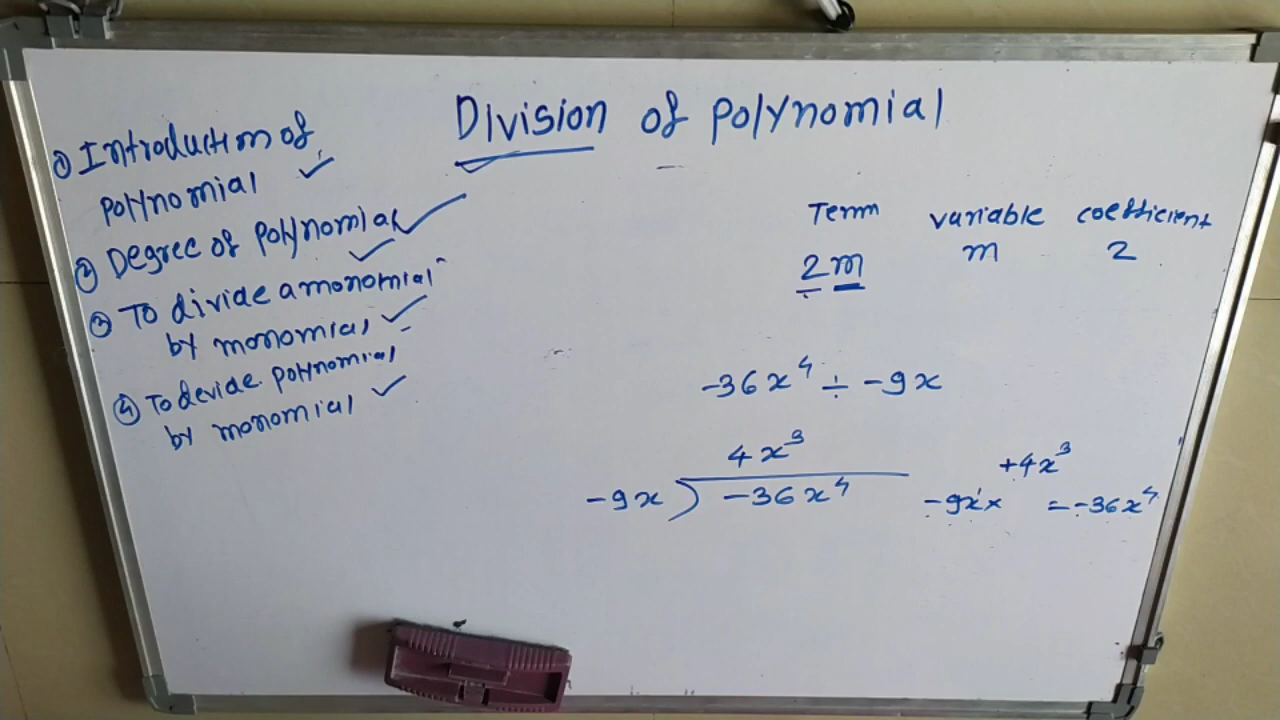 Division of polynomial
① Introduction of
polynomial ✓
② Degree of polynomial ✓
③ To divide a monomial ✓
by monomial ✓
④ To devide polynomial
by monomial ✓
Term variable coefficient
2m m 2
-36x⁴ ÷ -9x
4x³
-9x ) -36x⁴
+4x³
-9x¹× = -36x⁴